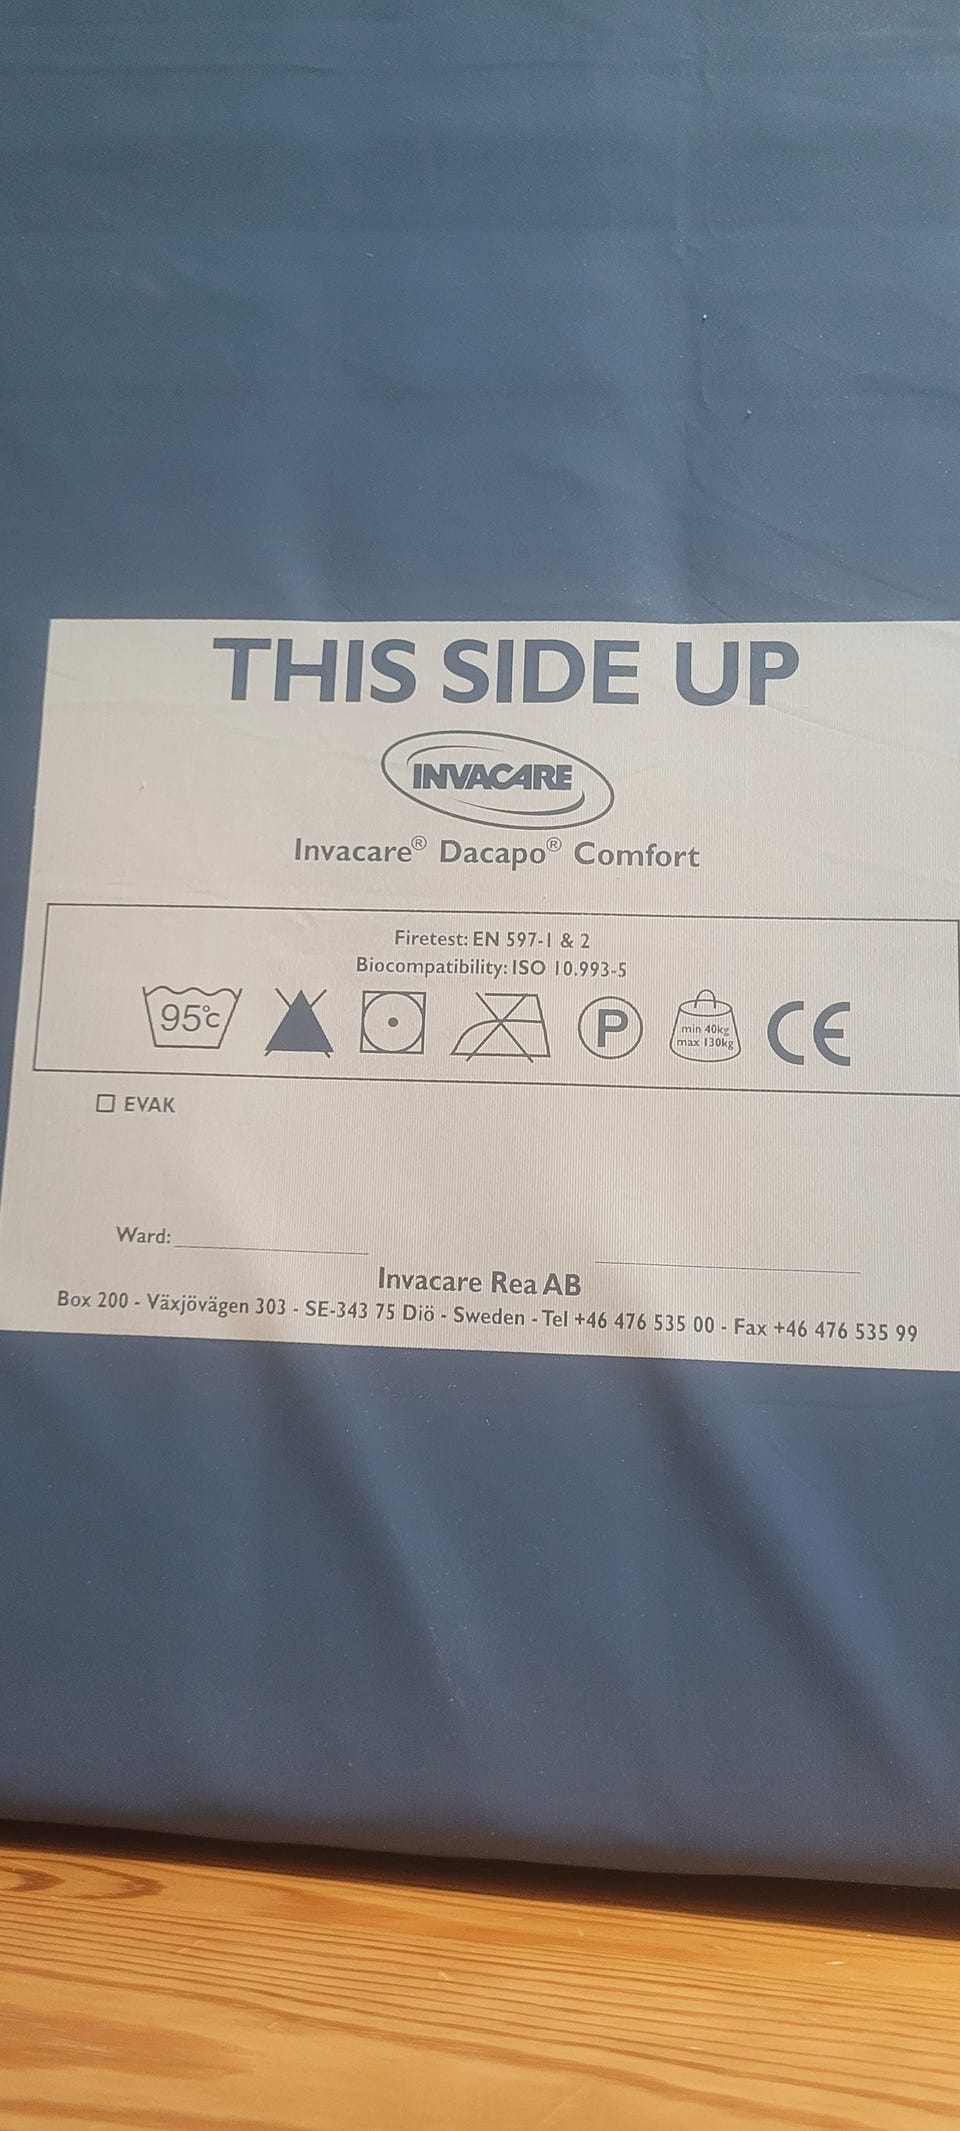 THIS SIDE UP
INVACARE
Invacare® Dacapo® Comfort
Firetest: EN 597-1 & 2
Biocompatibility: ISO 10.993-5
95°c
P
min 40kg
max 130kg
CE
EVAK
Ward:
Invacare Rea AB
Box 200 - Växjövägen 303 - SE-343 75 Diö - Sweden - Tel +46 476 535 00 - Fax +46 476 535 99